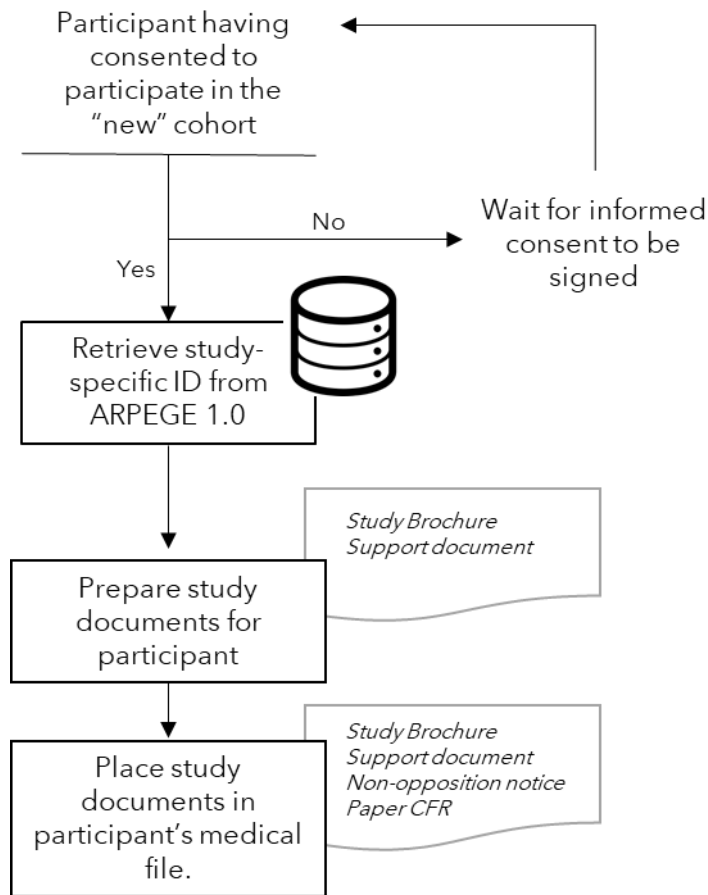 Participant having
consented to
participate in the
“new” cohort
No
Wait for informed
consent to be
signed
Yes
Retrieve study-
specific ID from
ARPEGE 1.0
Study Brochure
Support document
Prepare study
documents for
participant
Study Brochure
Support document
Non-opposition notice
Paper CFR
Place study
documents in
participant’s medical
file.